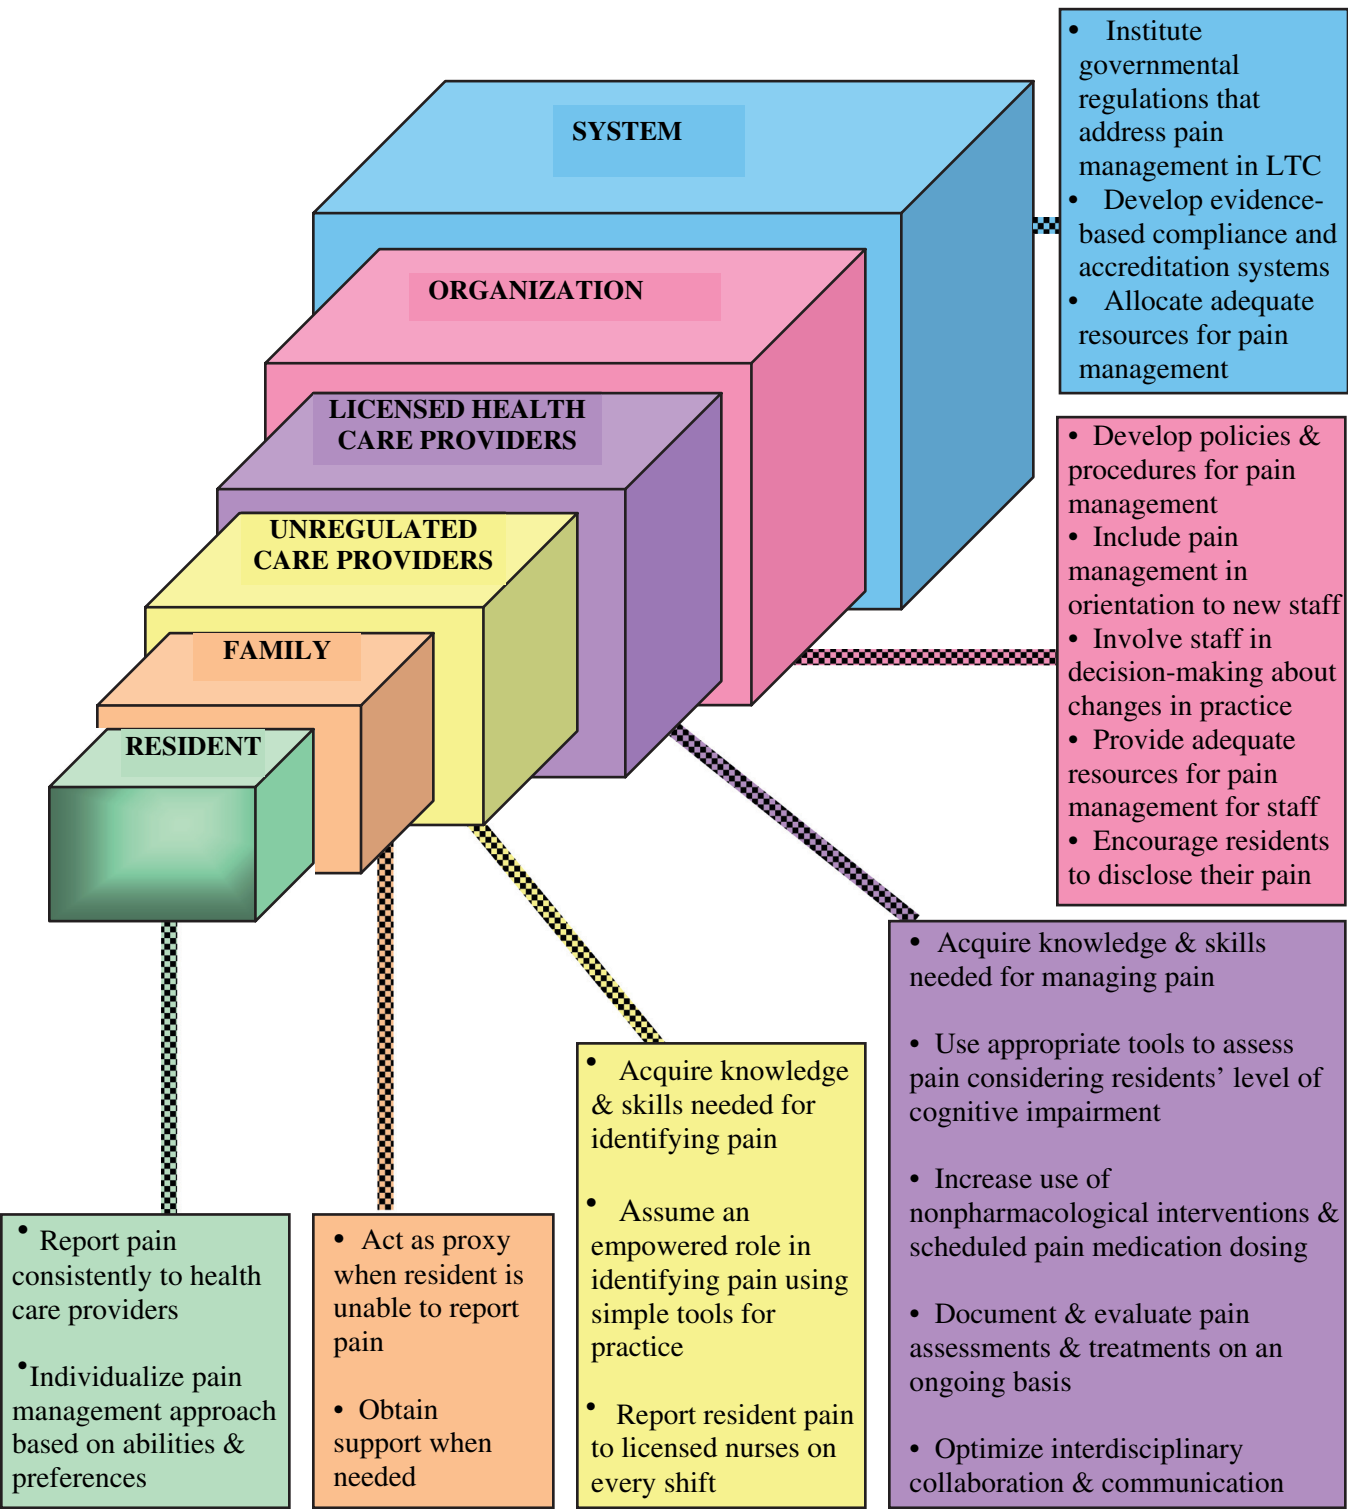 SYSTEM
ORGANIZATION
LICENSED HEALTH
CARE PROVIDERS
UNREGULATED
CARE PROVIDERS
FAMILY
RESIDENT
• Institute
governmental
regulations that
address pain
management in LTC
• Develop evidence-
based compliance and
accreditation systems
• Allocate adequate
resources for pain
management
• Develop policies &
procedures for pain
management
• Include pain
management in
orientation to new staff
• Involve staff in
decision-making about
changes in practice
• Provide adequate
resources for pain
management for staff
• Encourage residents
to disclose their pain
• Acquire knowledge & skills
needed for managing pain
• Use appropriate tools to assess
pain considering residents’ level of
cognitive impairment
• Increase use of
nonpharmacological interventions &
scheduled pain medication dosing
• Document & evaluate pain
assessments & treatments on an
ongoing basis
• Optimize interdisciplinary
collaboration & communication
• Acquire knowledge
& skills needed for
identifying pain
• Assume an
empowered role in
identifying pain using
simple tools for
practice
• Report resident pain
to licensed nurses on
every shift
• Act as proxy
when resident is
unable to report
pain
• Obtain
support when
needed
• Report pain
consistently to health
care providers
•Individualize pain
management approach
based on abilities &
preferences